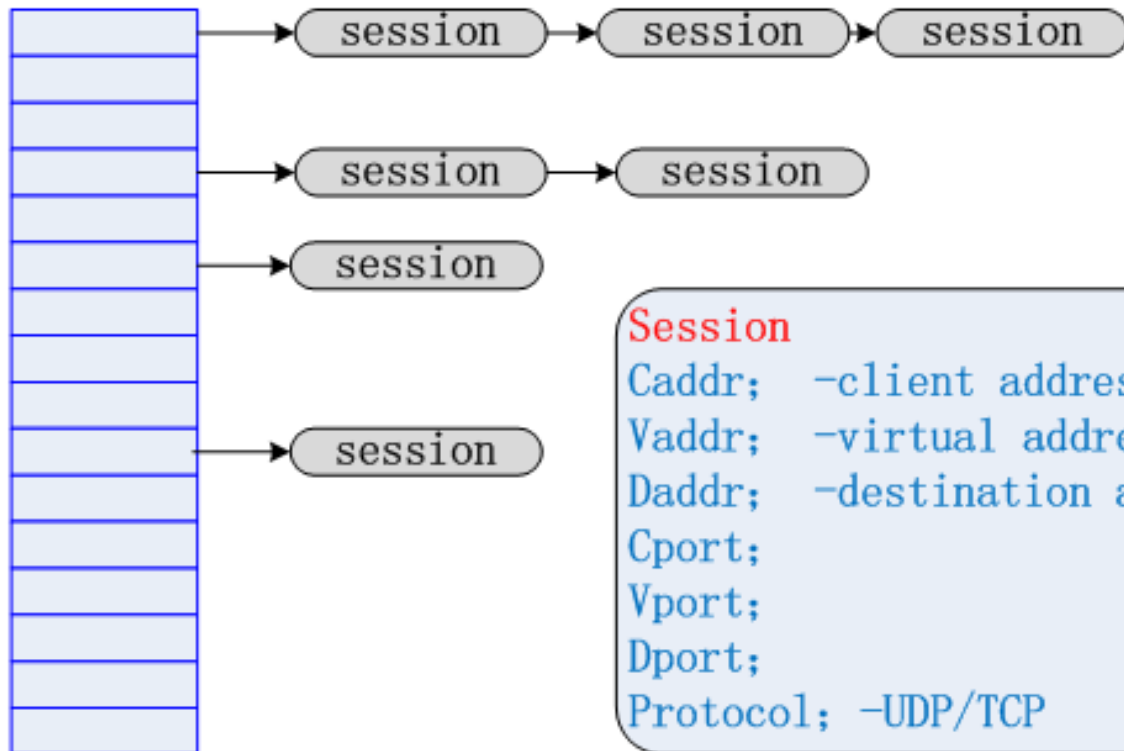 session session session
session session
session
session
Session
Caddr； -client
Vaddr； -virtual
Daddr； -destination
Cport；
Vport；
Dport；
Protocol；-UDP/TCP